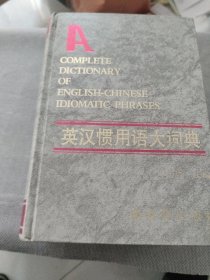 A
COMPLETE
DICTIONARY
OF
ENGLISH-CHINESE
IDIOMATIC PHRASES
英汉惯用语大词典